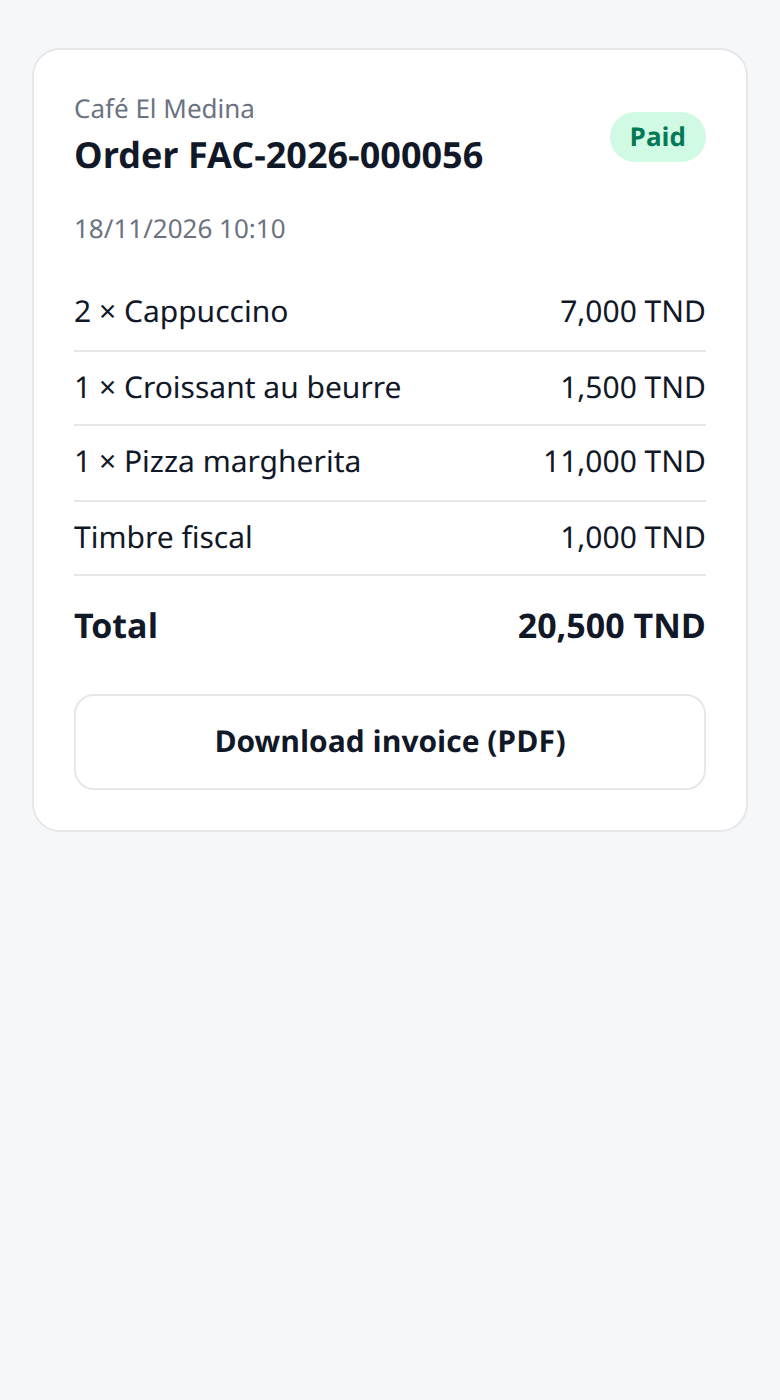 Café El Medina
Order FAC-2026-000056
Paid
18/11/2026 10:10
2 × Cappuccino 7,000 TND
1 × Croissant au beurre 1,500 TND
1 × Pizza margherita 11,000 TND
Timbre fiscal 1,000 TND
Total 20,500 TND
Download invoice (PDF)